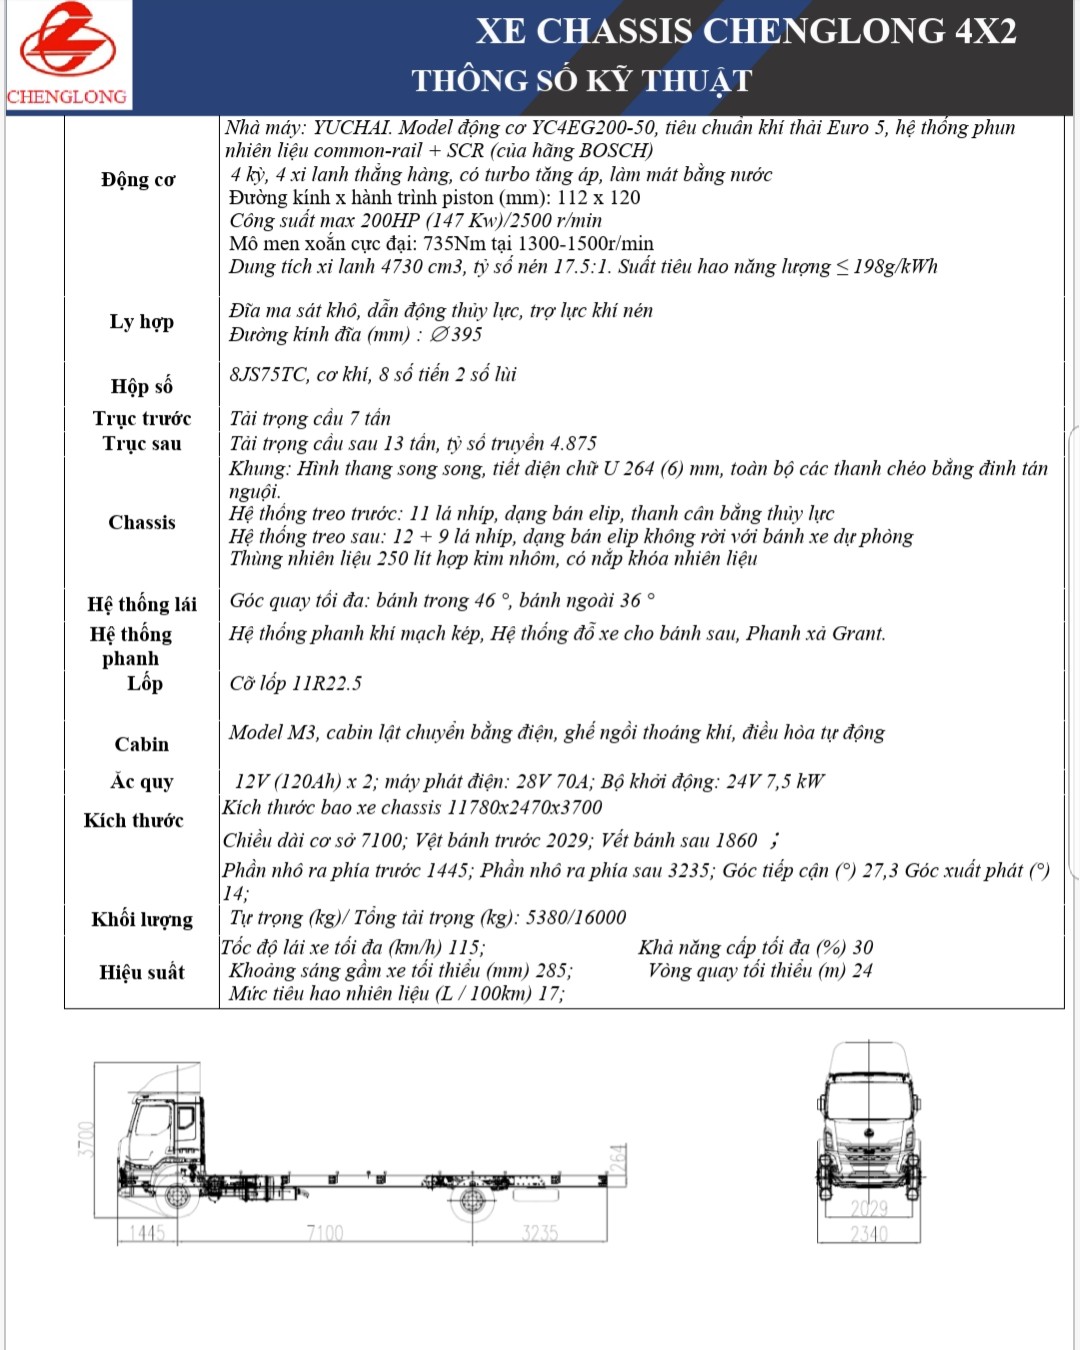 CHENGLONG
XE CHASSIS CHENGLONG 4X2
THÔNG SỐ KỸ THUẬT
Động cơ
Nhà máy: YUCHAI. Model động cơ YC4EG200-50, tiêu chuẩn khí thải Euro 5, hệ thống phun
nhiên liệu common-rail + SCR (của hãng BOSCH)
4 kỳ, 4 xi lanh thẳng hàng, có turbo tăng áp, làm mát bằng nước
Đường kính x hành trình piston (mm): 112 x 120
Công suất max 200HP (147 Kw)/2500 r/min
Mô men xoắn cực đại: 735Nm tại 1300-1500r/min
Dung tích xi lanh 4730 cm3, tỷ số nén 17.5:1. Suất tiêu hao năng lượng ≤ 198g/kWh
Ly hợp
Đĩa ma sát khô, dẫn động thủy lực, trợ lực khí nén
Đường kính đĩa (mm) : ∅395
Hộp số
8JS75TC, cơ khí, 8 số tiến 2 số lùi
Trục trước
Tải trọng cầu 7 tấn
Trục sau
Tải trọng cầu sau 13 tấn, tỷ số truyền 4.875
Chassis
Khung: Hình thang song song, tiết diện chữ U 264 (6) mm, toàn bộ các thanh chéo bằng đinh tán
nguội.
Hệ thống treo trước: 11 lá nhíp, dạng bán elip, thanh cân bằng thủy lực
Hệ thống treo sau: 12 + 9 lá nhíp, dạng bán elip không rời với bánh xe dự phòng
Thùng nhiên liệu 250 lít hợp kim nhôm, có nắp khóa nhiên liệu
Hệ thống lái
Góc quay tối đa: bánh trong 46 °, bánh ngoài 36 °
Hệ thống
phanh
Hệ thống phanh khí mạch kép, Hệ thống đỗ xe cho bánh sau, Phanh xả Grant.
Lốp
Cỡ lốp 11R22.5
Cabin
Model M3, cabin lật chuyển bằng điện, ghế ngồi thoáng khí, điều hòa tự động
Ắc quy
12V (120Ah) x 2; máy phát điện: 28V 70A; Bộ khởi động: 24V 7,5 kW
Kích thước
Kích thước bao xe chassis 11780x2470x3700
Chiều dài cơ sở 7100; Vệt bánh trước 2029; Vết bánh sau 1860 ;
Phần nhô ra phía trước 1445; Phần nhô ra phía sau 3235; Góc tiếp cận (°) 27,3 Góc xuất phát (°)
14;
Khối lượng
Tự trọng (kg)/ Tổng tải trọng (kg): 5380/16000
Hiệu suất
Tốc độ lái xe tối đa (km/h) 115; Khả năng cấp tối đa (%) 30
Khoảng sáng gầm xe tối thiểu (mm) 285; Vòng quay tối thiểu (m) 24
Mức tiêu hao nhiên liệu (L / 100km) 17;
3700
1264
1445
7100
3235
2029
2340